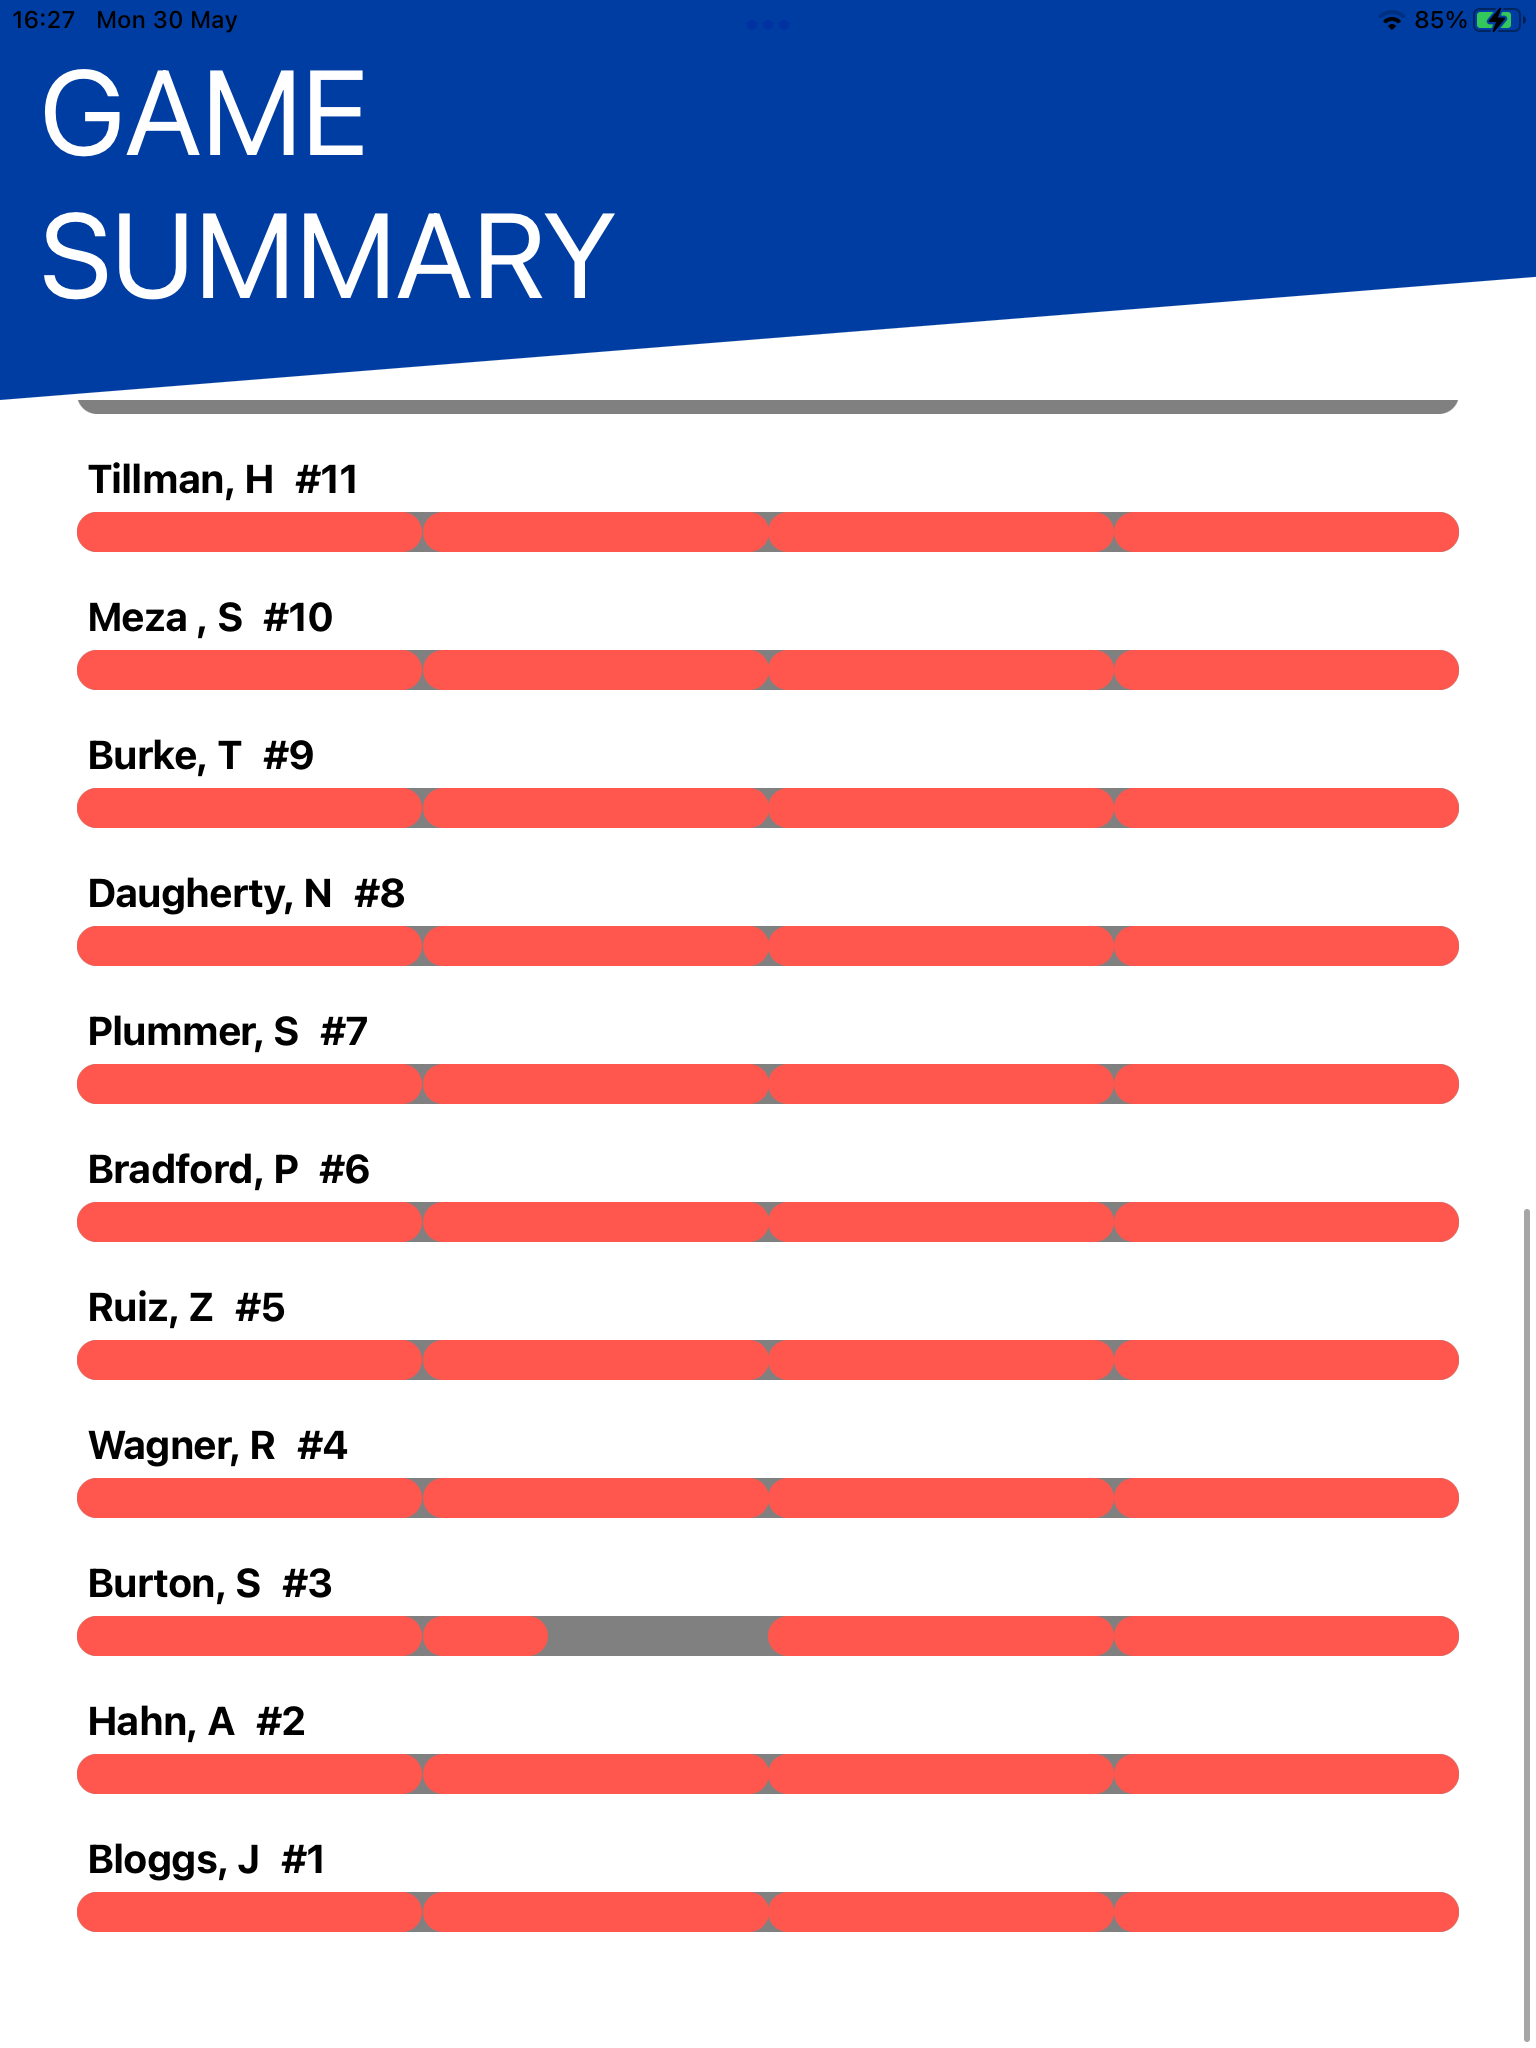 16:27 Mon 30 May 85%
GAME
SUMMARY
Tillman, H #11
Meza , S #10
Burke, T #9
Daugherty, N #8
Plummer, S #7
Bradford, P #6
Ruiz, Z #5
Wagner, R #4
Burton, S #3
Hahn, A #2
Bloggs, J #1